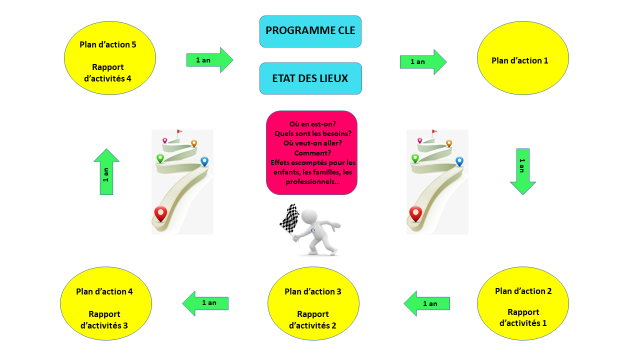 PROGRAMME CLE
Plan d'action 5
Rapport
d'activités 4
1 an
ETAT DES LIEUX
1 an
Plan d'action 1
Où en est-on?
Quels sont les besoins?
Où veut-on aller?
Comment?
Effets escomptés pour les
enfants, les familles, les
professionnels...
1 an
1 an
Plan d'action 4
Rapport
d'activités 3
1 an
Plan d'action 3
Rapport
d'activités 2
1 an
Plan d'action 2
Rapport
d'activités 1